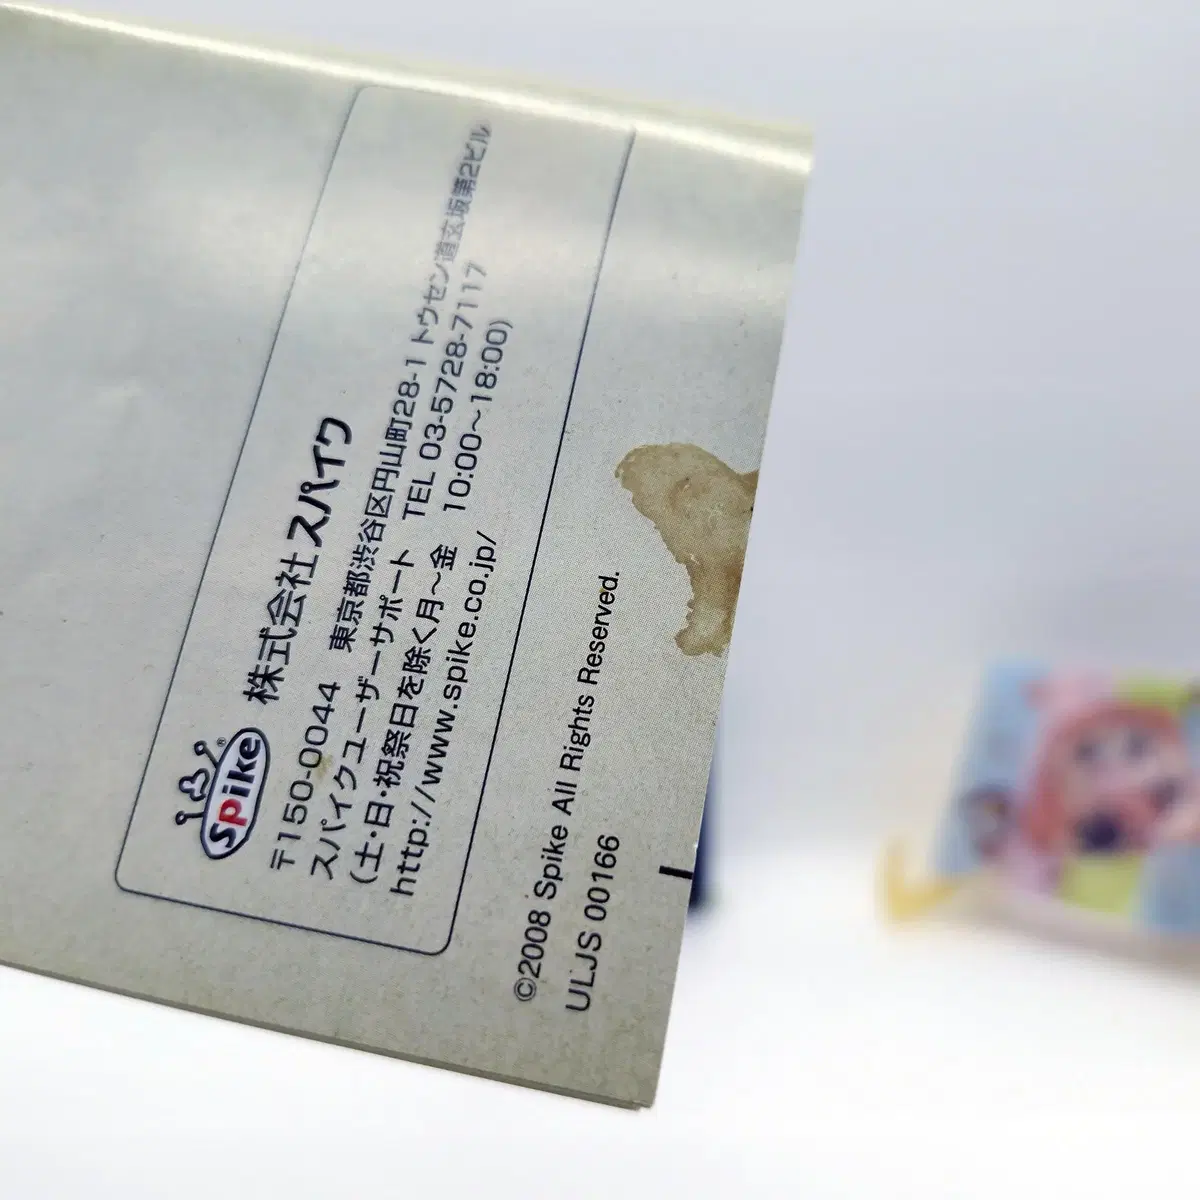 Spike®
株式会社スパイク
〒150-0044 東京都渋谷区円山町28-1 トウセン道玄坂第2ビル
スパイクユーザーサポート TEL 03-5728-7117
(土・日・祝祭日を除く月～金 10:00～18:00)
http://www.spike.co.jp/
©2008 Spike All Rights Reserved.
ULJS 00166